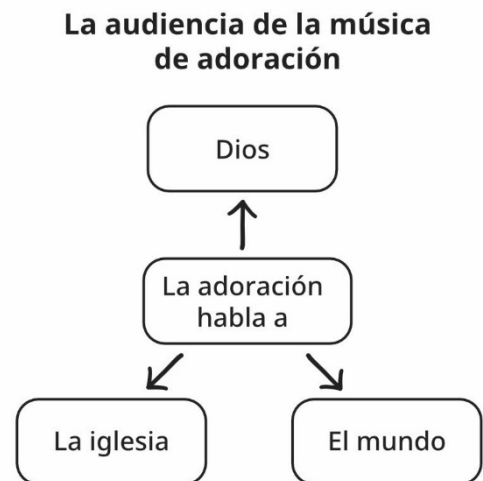 La audiencia de la música
de adoración
Dios
La adoración
habla a
La iglesia
El mundo